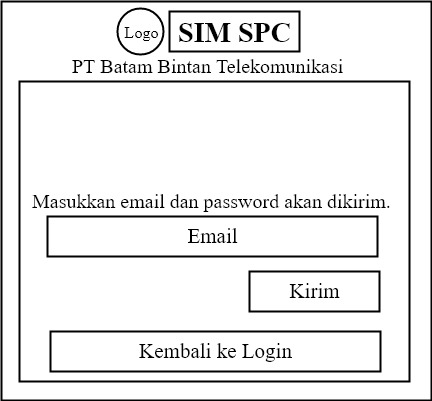 Logo SIM SPC
PT Batam Bintan Telekomunikasi
Masukkan email dan password akan dikirim.
Email
Kirim
Kembali ke Login